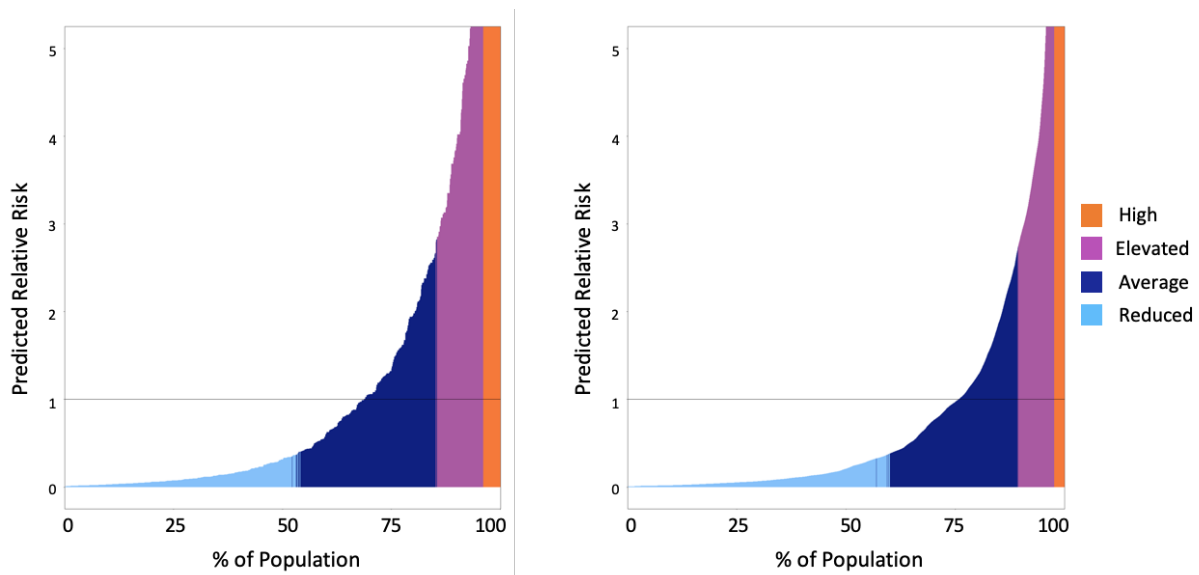 5
4
3
2
1
0
Predicted Relative Risk
0 25 50 75 100
% of Population
5
4
3
2
1
0
Predicted Relative Risk
0 25 50 75 100
% of Population
High
Elevated
Average
Reduced